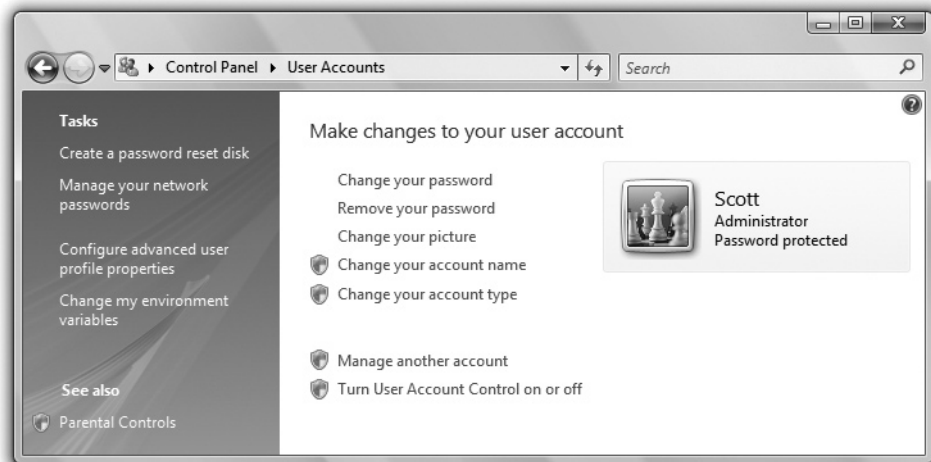 Control Panel
User Accounts
Search
Tasks
Create a password reset disk
Manage your network
passwords
Configure advanced user
profile properties
Change my environment
variables
See also
Parental Controls
Make changes to your user account
Change your password
Remove your password
Change your picture
Change your account name
Change your account type
Manage another account
Turn User Account Control on or off
Scott
Administrator
Password protected